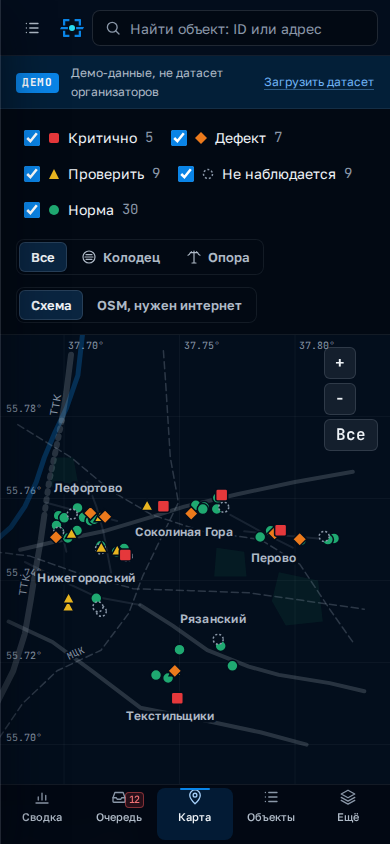 Найти объект: ID или адрес
ДЕМО
Демо-данные, не датасет
организаторов
Загрузить датасет
Критично 5
Дефект 7
Проверить 9
Не наблюдается 9
Норма 30
Все
Колодец
Опора
Схема
OSM, нужен интернет
37.70°
37.75°
37.80°
+
-
Все
55.78°
ТТК
55.76°
Лефортово
Соколиная Гора
Перово
55.74°
Нижегородский
ТТК
Рязанский
55.72°
МЦК
Текстильщики
55.70°
Сводка
12
Очередь
Карта
Объекты
Ещё